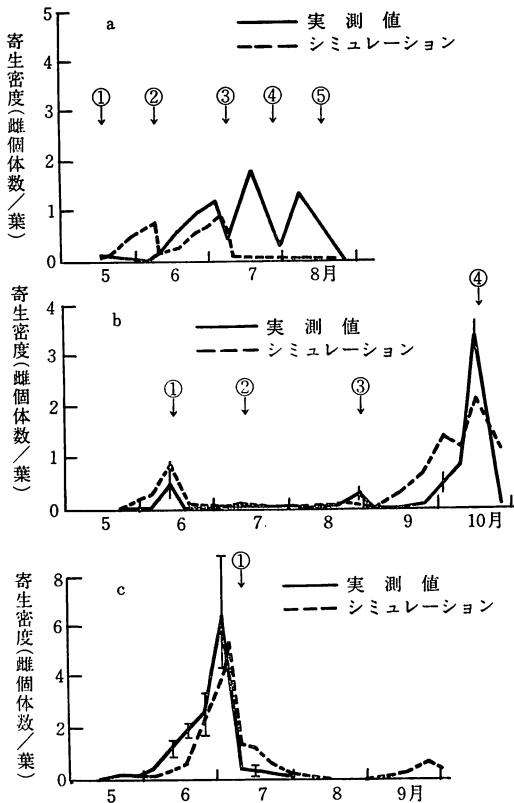 寄生密度(雌個体数/葉)
a
実測値
シミュレーション
① ② ③ ④ ⑤
5
4
3
2
1
0
5 6 7 8月
寄生密度(雌個体数/葉)
b
実測値
シミュレーション
① ② ③ ④
4
3
2
1
0
5 6 7 8 9 10月
寄生密度(雌個体数/葉)
c
実測値
シミュレーション
①
8
6
4
2
0
5 6 7 8 9月